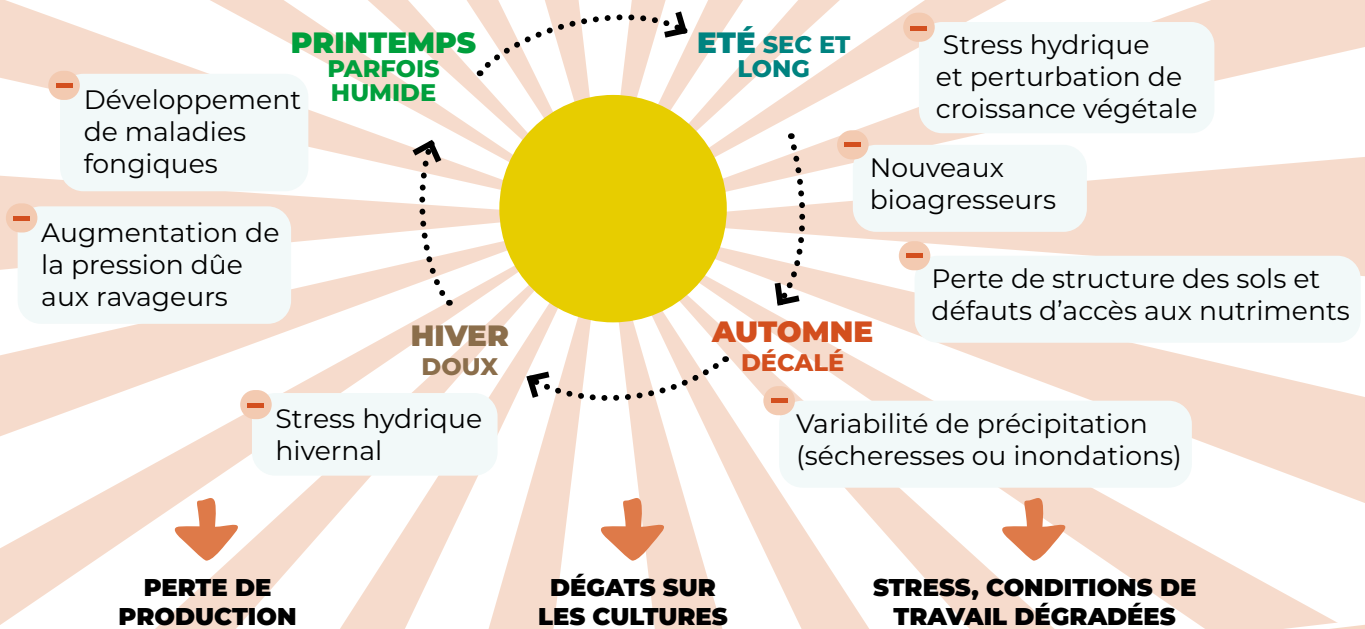 PRINTEMPS
PARFOIS
HUMIDE
ETÉ SEC ET
LONG
Stress hydrique
et perturbation de
croissance végétale
Développement
de maladies
fongiques
Nouveaux
bioagresseurs
Augmentation de
la pression dûe
aux ravageurs
Perte de structure des sols et
défauts d'accès aux nutriments
HIVER
DOUX
AUTOMNE
DÉCALÉ
Stress hydrique
hivernal
Variabilité de précipitation
(sécheresses ou inondations)
PERTE DE
PRODUCTION
DÉGATS SUR
LES CULTURES
STRESS, CONDITIONS DE
TRAVAIL DÉGRADÉES